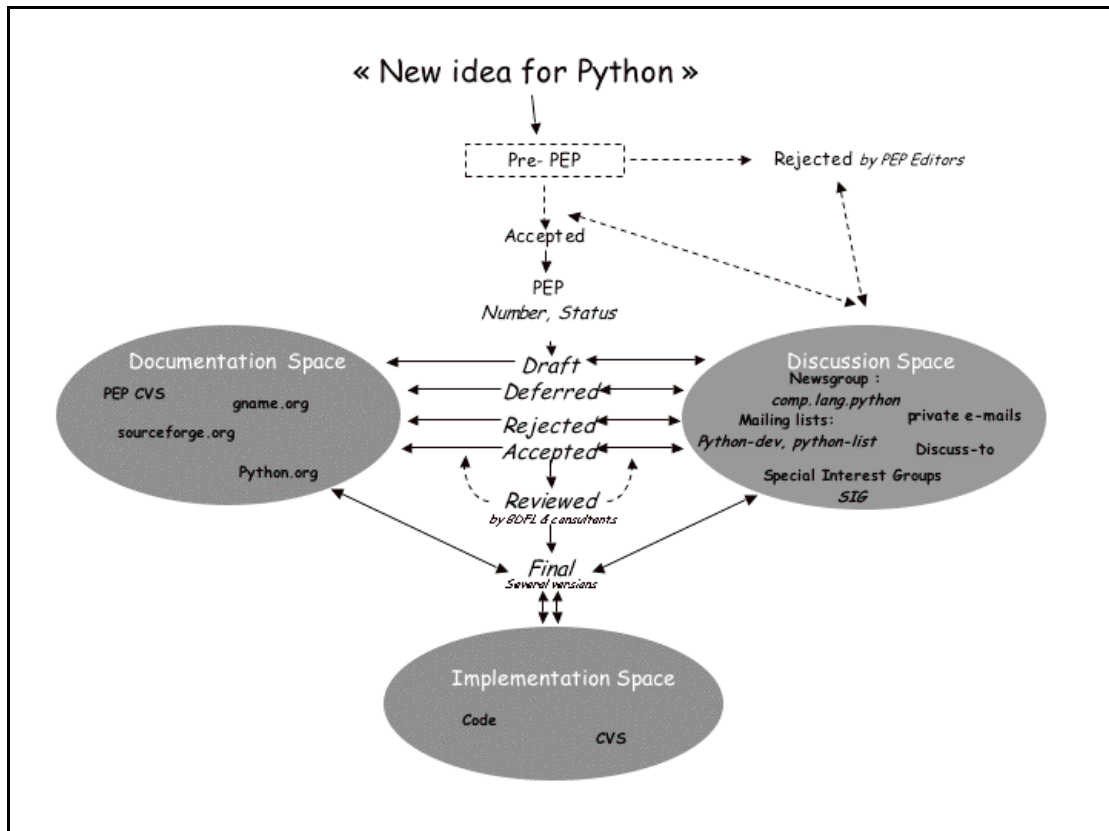 « New idea for Python »
Pre- PEP
Rejected by PEP Editors
Accepted
PEP
Number, Status
Documentation Space
PEP CVS
gname.org
sourceforge.org
Python.org
Draft
Deferred
Rejected
Accepted
Reviewed
by BDFL & consultants
Final
Several versions
Discussion Space
Newsgroup :
comp.lang.python
Mailing lists:
private e-mails
Python-dev, python-list
Discuss-to
Special Interest Groups
SIG
Implementation Space
Code
CVS